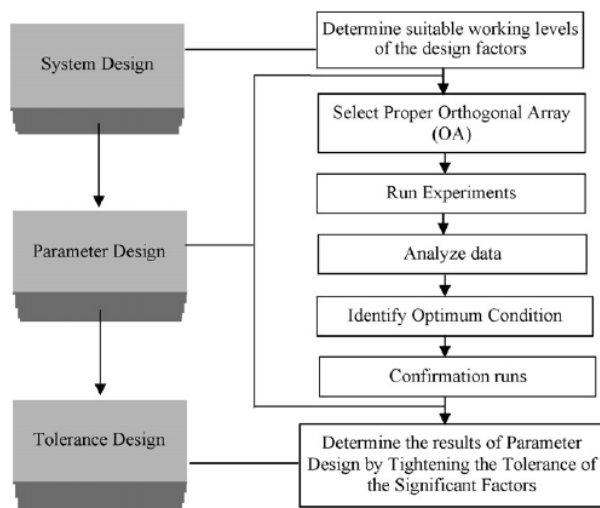 System Design
Determine suitable working levels
of the design factors
Select Proper Orthogonal Array
(OA)
Run Experiments
Parameter Design
Analyze data
Identify Optimum Condition
Confirmation runs
Tolerance Design
Determine the results of Parameter
Design by Tightening the Tolerance of
the Significant Factors